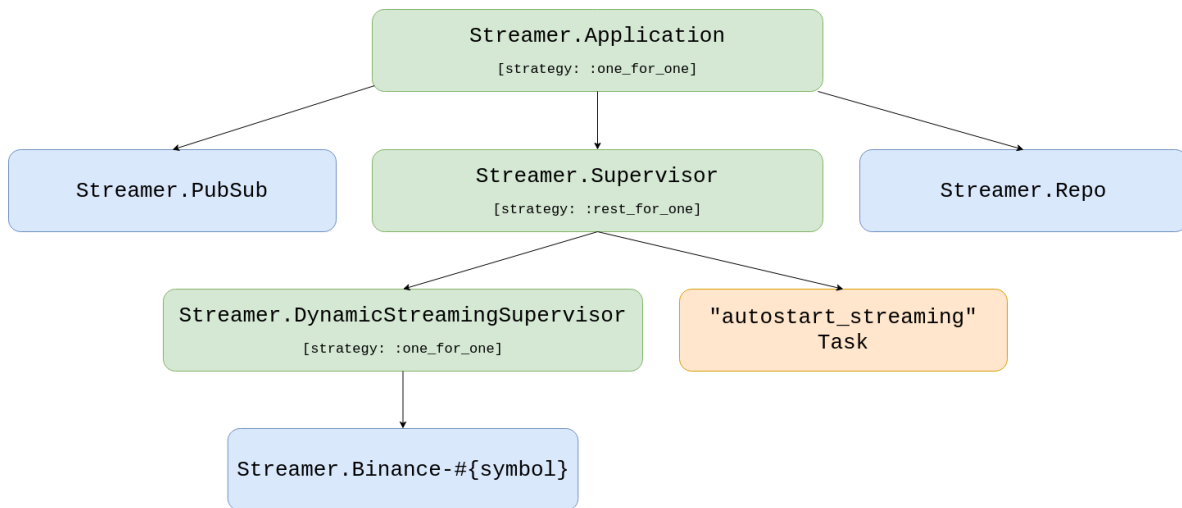 Streamer.Application
[strategy: :one_for_one]
Streamer.PubSub
Streamer.Supervisor
[strategy: :rest_for_one]
Streamer.Repo
Streamer.DynamicStreamingSupervisor
[strategy: :one_for_one]
"autostart_streaming"
Task
Streamer.Binance-#{symbol}